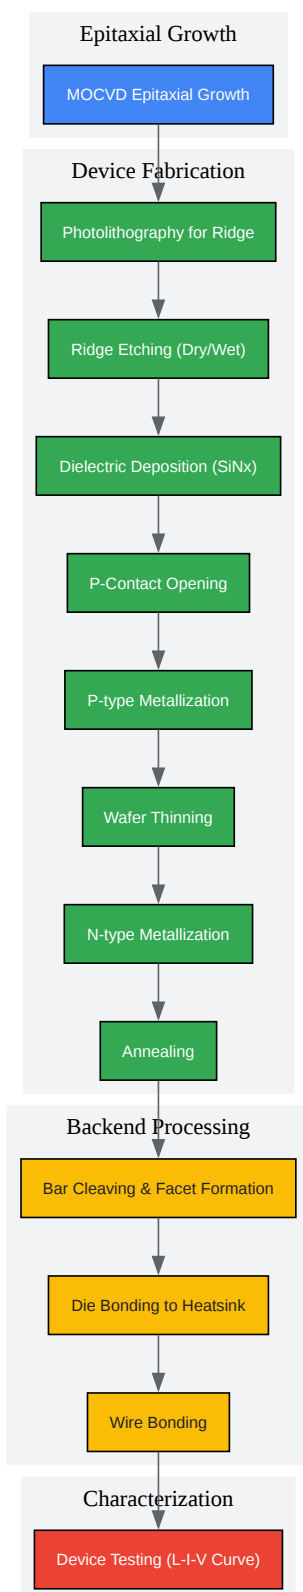 Epitaxial Growth
MOCVD Epitaxial Growth
Device Fabrication
Photolithography for Ridge
Ridge Etching (Dry/Wet)
Dielectric Deposition (SiNx)
P-Contact Opening
P-type Metallization
Wafer Thinning
N-type Metallization
Annealing
Backend Processing
Bar Cleaving & Facet Formation
Die Bonding to Heatsink
Wire Bonding
Characterization
Device Testing (L-I-V Curve)